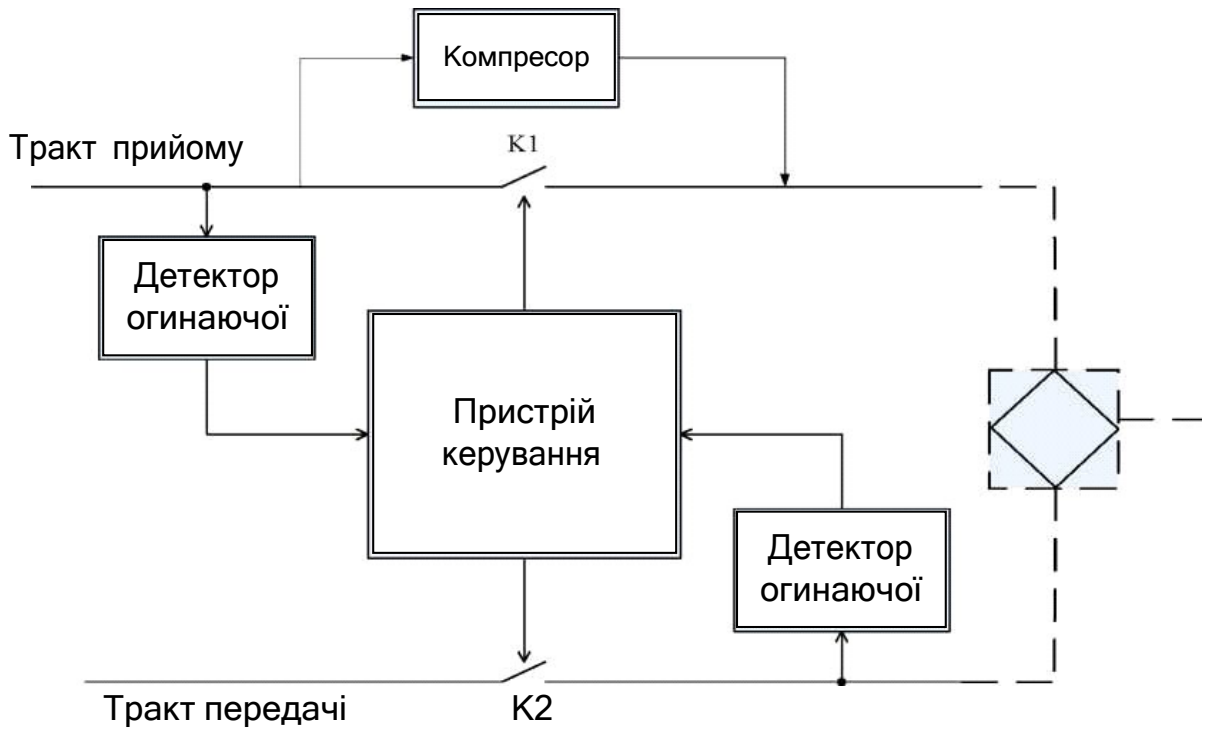 Компресор
Тракт прийому
K1
Детектор
огинаючої
Пристрій
керування
Детектор
огинаючої
Тракт передачі
K2